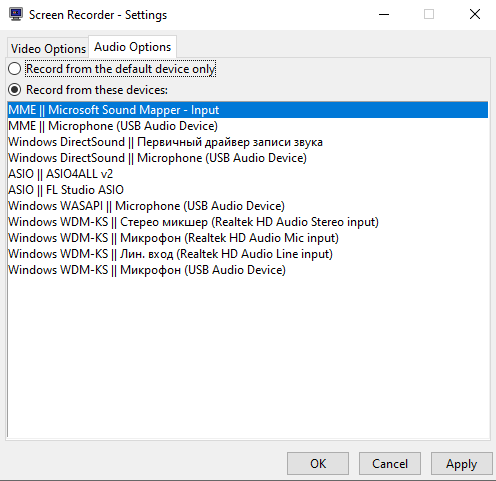 Screen Recorder - Settings
Video Options
Audio Options
Record from the default device only
Record from these devices:
MME || Microsoft Sound Mapper - Input
MME || Microphone (USB Audio Device)
Windows DirectSound || Первичный драйвер записи звука
Windows DirectSound || Microphone (USB Audio Device)
ASIO || ASIO4ALL v2
ASIO || FL Studio ASIO
Windows WASAPI || Microphone (USB Audio Device)
Windows WDM-KS || Стерео микшер (Realtek HD Audio Stereo input)
Windows WDM-KS || Микрофон (Realtek HD Audio Mic input)
Windows WDM-KS || Лин. вход (Realtek HD Audio Line input)
Windows WDM-KS || Микрофон (USB Audio Device)
OK
Cancel
Apply